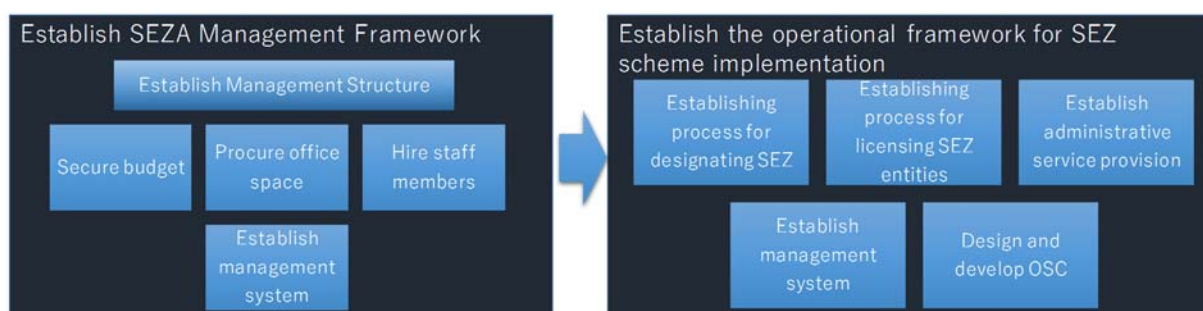 Establish SEZA Management Framework
Establish Management Structure
Secure budget
Procure office
space
Hire staff
members
Establish
management
system
Establish the operational framework for SEZ
scheme implementation
Establishing
process for
designating SEZ
Establishing
process for
licensing SEZ
entities
Establish
administrative
service provision
Establish
management
system
Design and
develop OSC